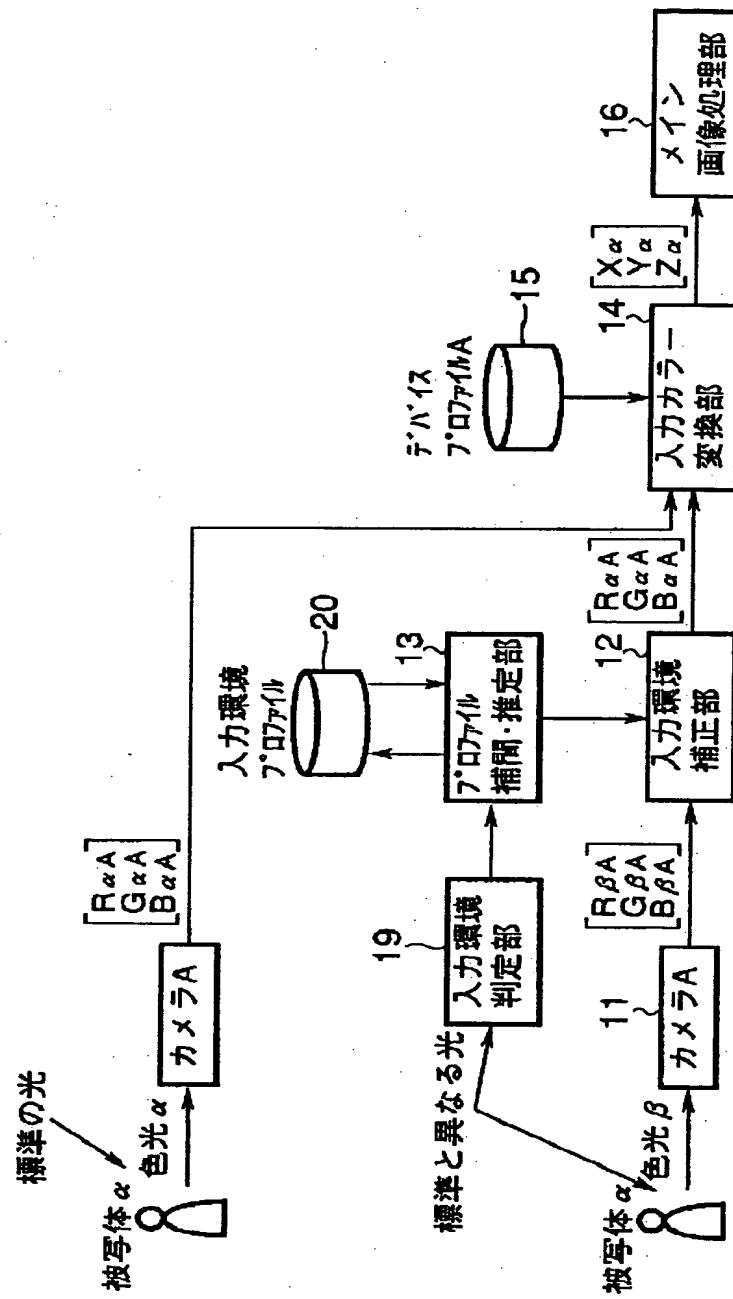 標準の光
被写体α
色光α
カメラA
RαA
GαA
BαA
標準と異なる光
19
入力環境
判定部
入力環境
プロファイル
20
13
プロファイル
補間・推定部
デバイス
プロファイルA
15
被写体α
色光β
11
カメラA
RβA
GβA
BβA
12
入力環境
補正部
RαA
GαA
BαA
14
入力カラー
変換部
Xα
Yα
Zα
16
メイン
画像処理部